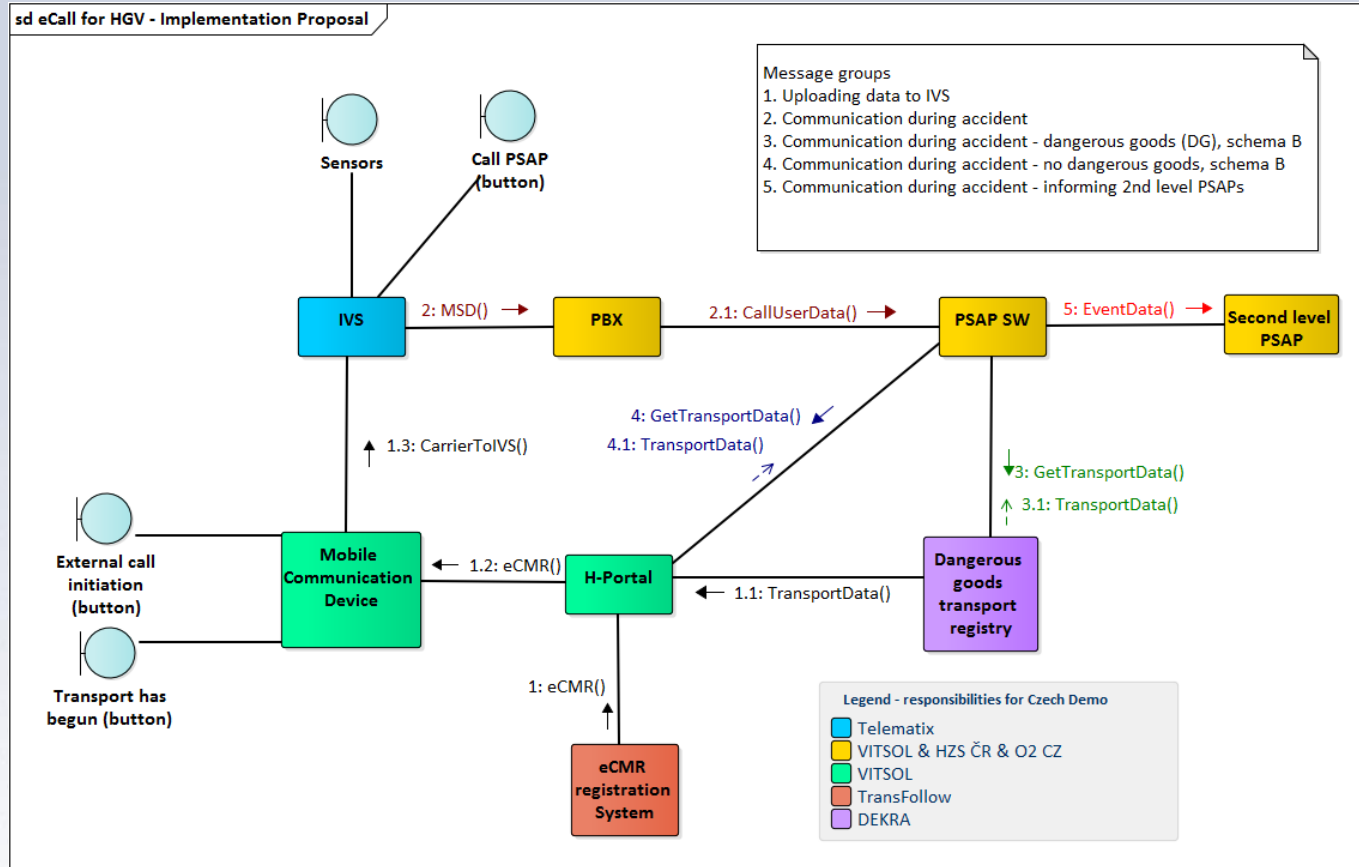 sd eCall for HGV - Implementation Proposal
Message groups
1. Uploading data to IVS
2. Communication during accident
3. Communication during accident - dangerous goods (DG), schema B
4. Communication during accident - no dangerous goods, schema B
5. Communication during accident - informing 2nd level PSAPs
Sensors
Call PSAP
(button)
IVS
2: MSD()
PBX
2.1: CallUserData()
PSAP SW
5: EventData()
Second level
PSAP
4: GetTransportData()
4.1: TransportData()
1.3: CarrierToIVS()
3: GetTransportData()
3.1: TransportData()
External call
initiation
(button)
Mobile
Communication
Device
1.2: eCMR()
H-Portal
1.1: TransportData()
Dangerous
goods
transport
registry
Transport has
begun (button)
1: eCMR()
eCMR
registration
System
Legend - responsibilities for Czech Demo
Telematix
VITSOL & HZS ČR & O2 CZ
VITSOL
TransFollow
DEKRA